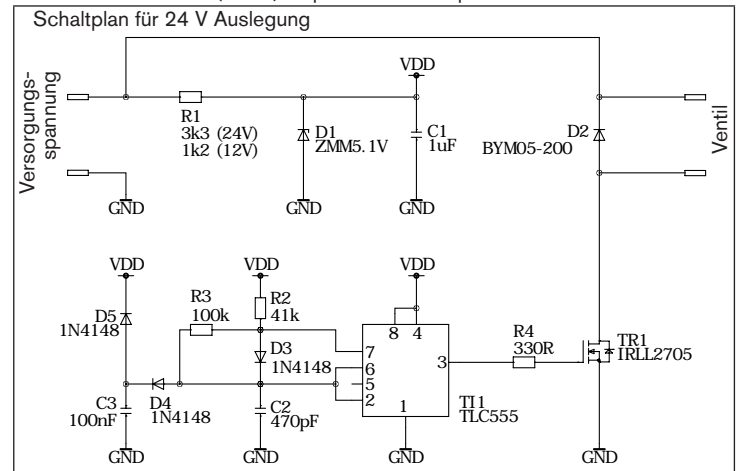 Schaltplan für 24 V Auslegung
Versorgungs-
spannung
VDD
R1
3k3 (24V)
1k2 (12V)
D1
ZMM5.1V
C1
1uF
D2
BYM05-200
Ventil
GND
GND
GND
VDD
VDD
VDD
D5
1N4148
R3
100k
R2
41k
D3
1N4148
8 4
7
6
5
2
3
1
R4
330R
TR1
IRLL2705
C3
100nF
D4
1N4148
C2
470pF
TI1
TLC555
GND
GND
GND
GND